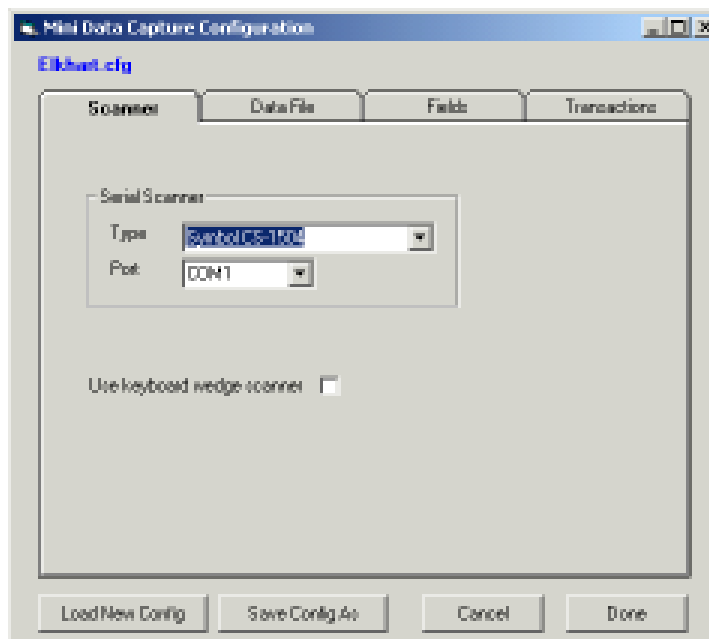 Mini Data Capture Configuration
Elkhart.cfg
Scanner Data File Fields Transactions
Serial Scanner
Type Symbol CS-1504
Port COM1
Use keyboard wedge scanner
Load New Config Save Config As Cancel Done